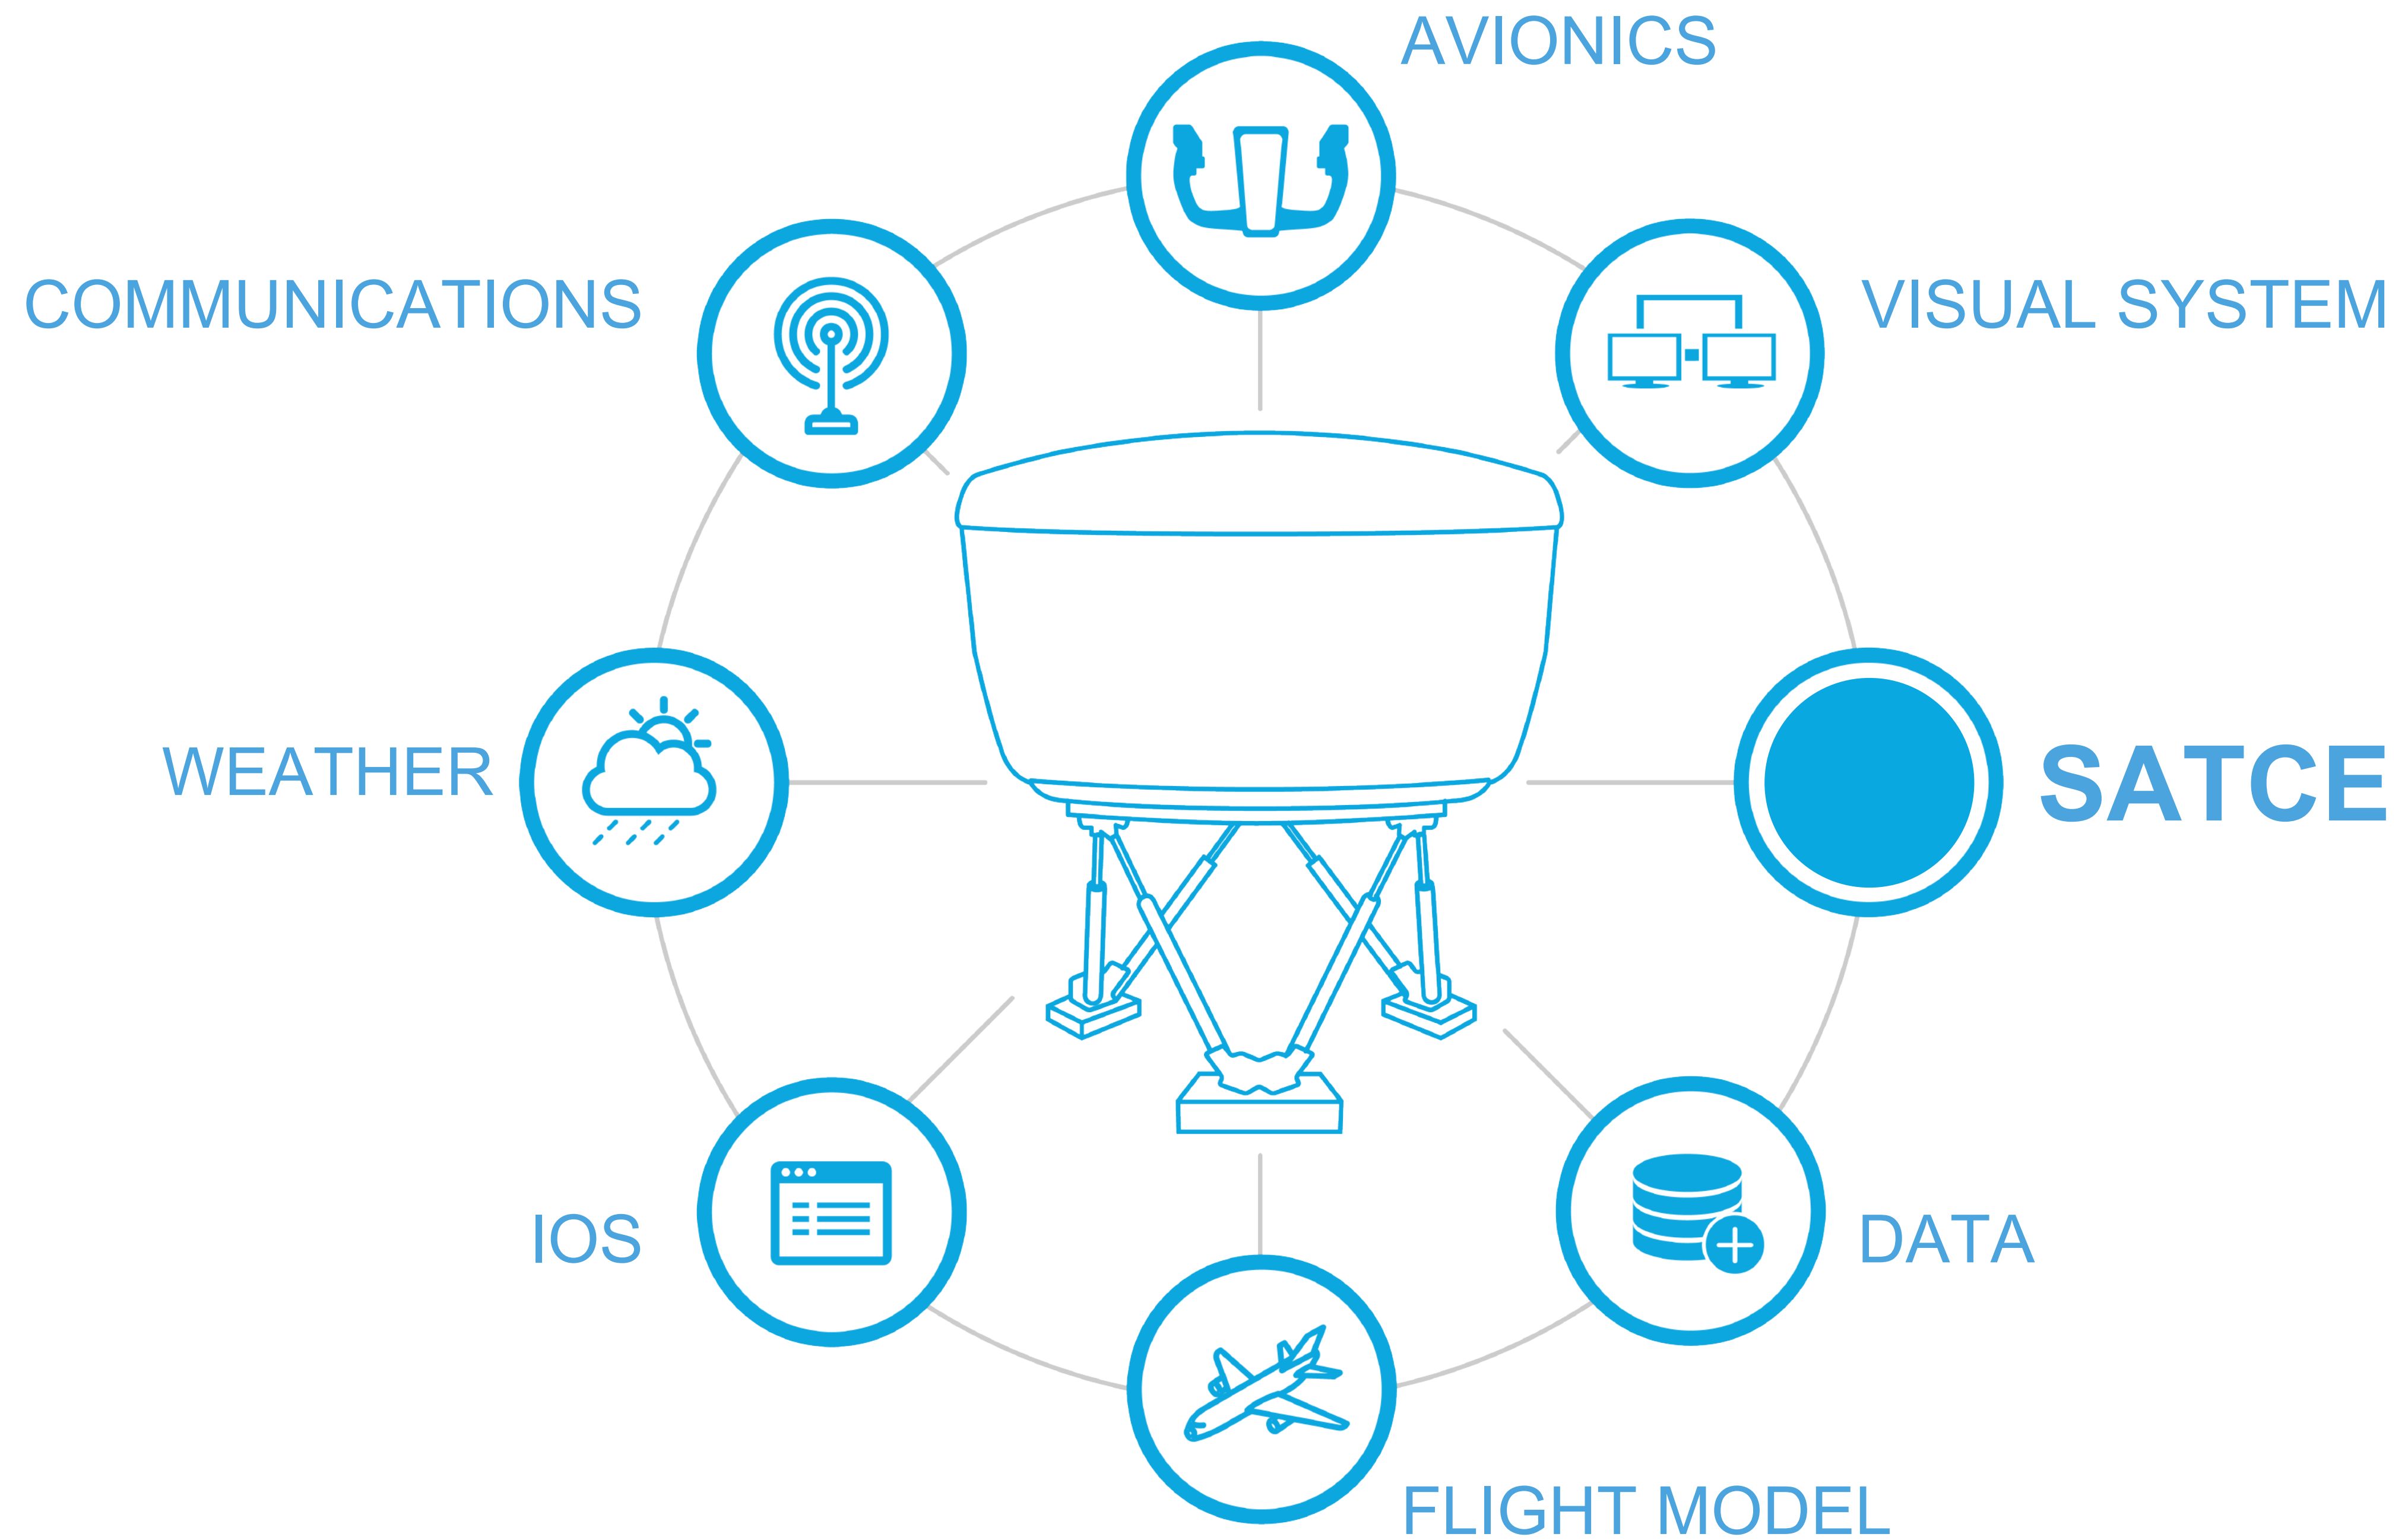 AVIONICS
COMMUNICATIONS
VISUAL SYSTEM
WEATHER
SATCE
IOS
DATA
FLIGHT MODEL